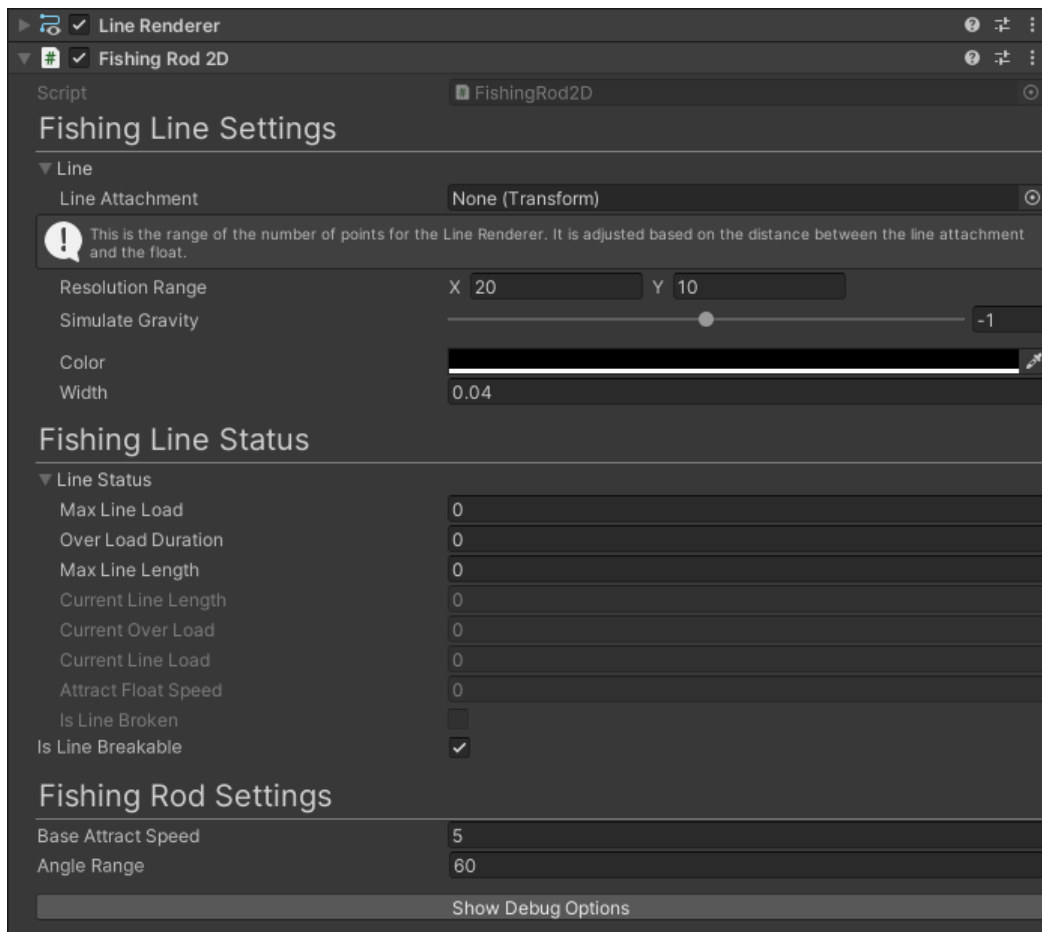 Line Renderer
Fishing Rod 2D
Script FishingRod2D
Fishing Line Settings
Line
Line Attachment None (Transform)
This is the range of the number of points for the Line Renderer. It is adjusted based on the distance between the line attachment
and the float.
Resolution Range X 20 Y 10
Simulate Gravity -1
Color
Width 0.04
Fishing Line Status
Line Status
Max Line Load 0
Over Load Duration 0
Max Line Length 0
Current Line Length 0
Current Over Load 0
Current Line Load 0
Attract Float Speed 0
Is Line Broken
Is Line Breakable
Fishing Rod Settings
Base Attract Speed 5
Angle Range 60
Show Debug Options